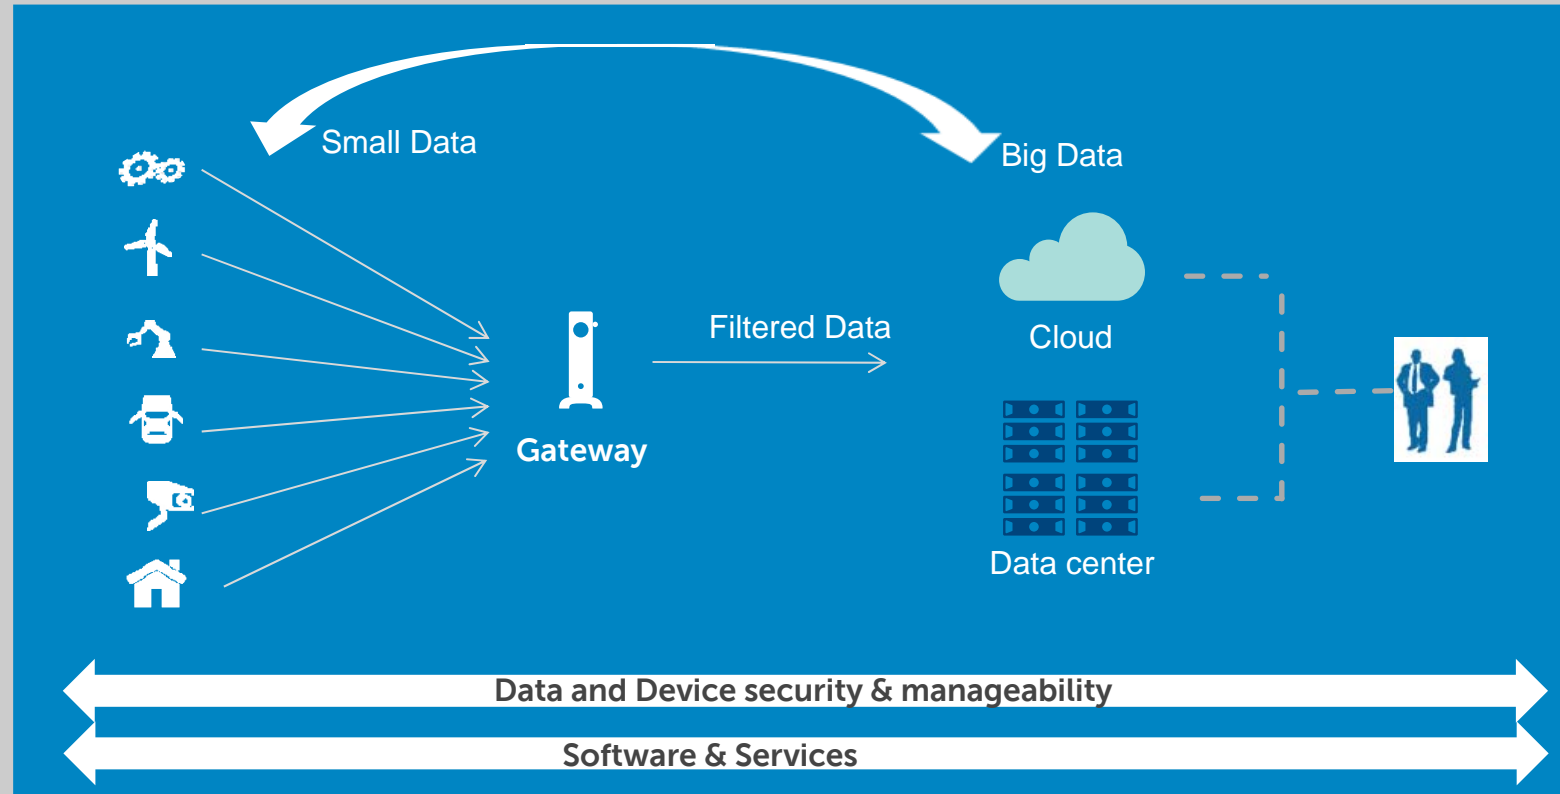 Small Data
Big Data
Filtered Data
Cloud
Gateway
Data center
Data and Device security & manageability
Software & Services